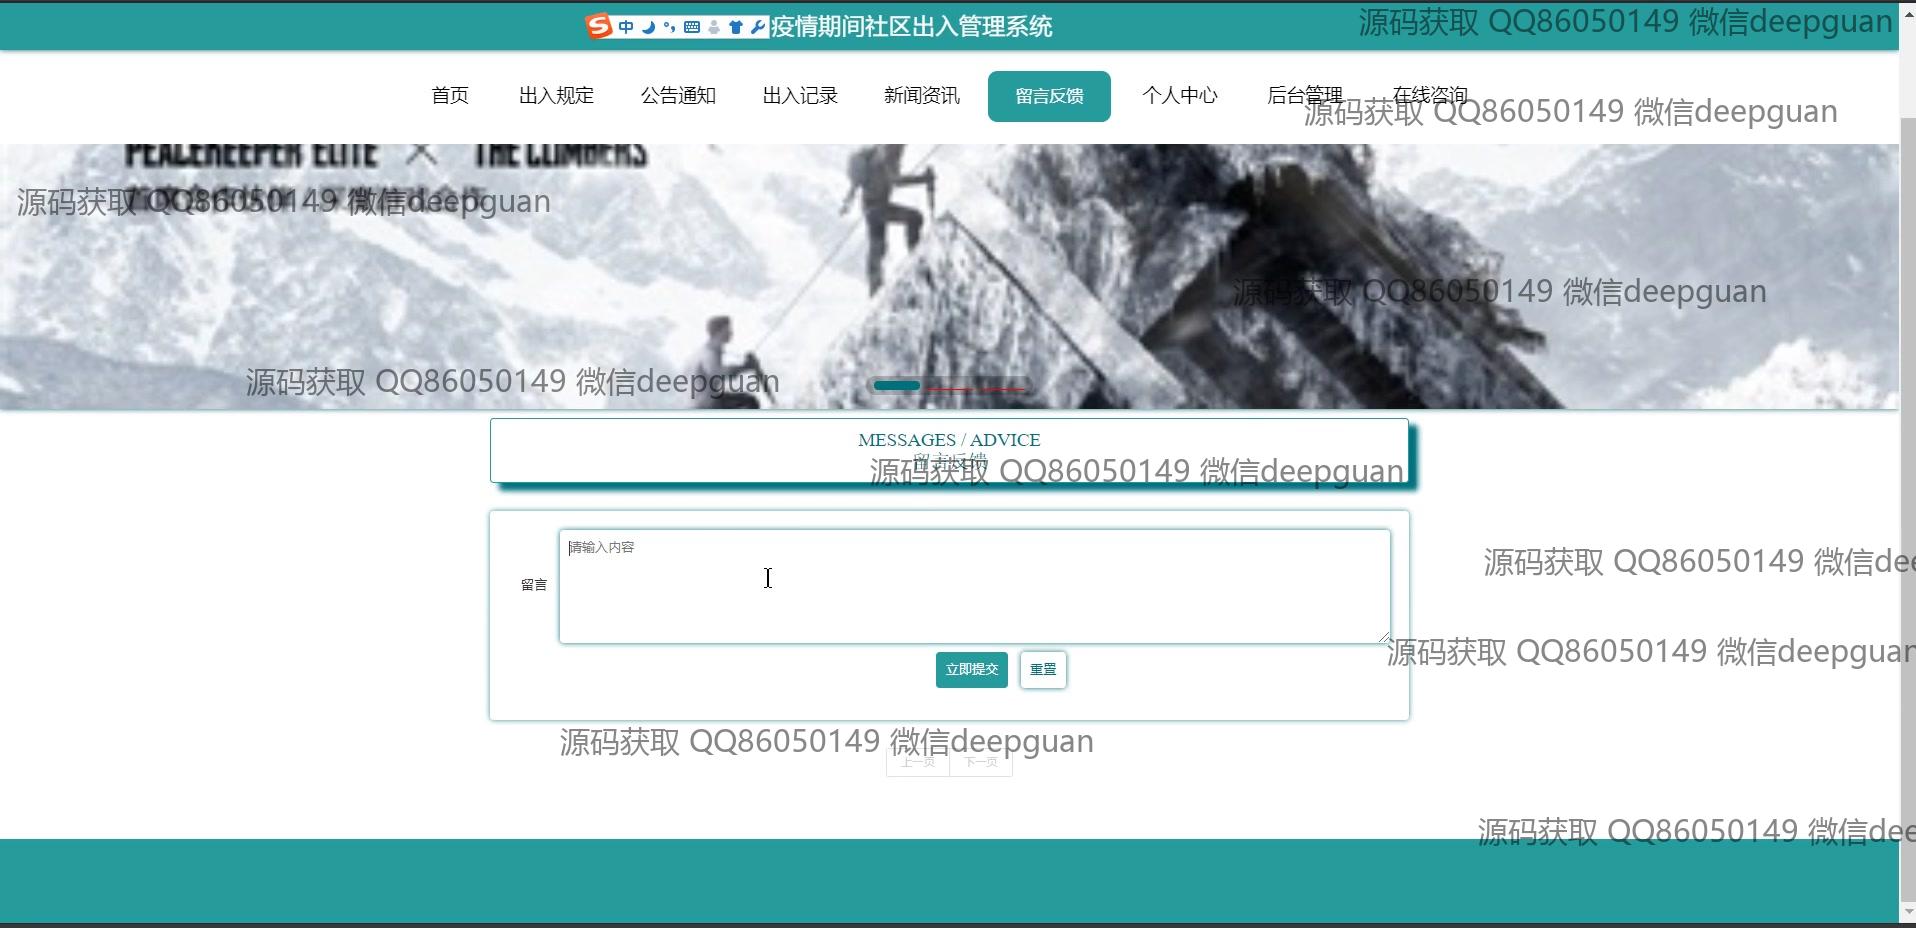 中
疫情期间社区出入管理系统
源码获取 QQ86050149 微信deepguan
首页 出入规定 公告通知 出入记录 新闻资讯 留言反馈 个人中心 后台管理 在线咨询
源码获取 QQ86050149 微信deepguan
PEACEKEEPER ELITE × THE CLIMBERS
源码获取 QQ86050149 微信deepguan
源码获取 QQ86050149 微信deepguan
源码获取 QQ86050149 微信deepguan
MESSAGES / ADVICE
留言反馈
源码获取 QQ86050149 微信deepguan
请输入内容
源码获取 QQ86050149 微信dee
留言
源码获取 QQ86050149 微信deepguan
立即提交 重置
源码获取 QQ86050149 微信deepguan
上一页 下一页
源码获取 QQ86050149 微信dee